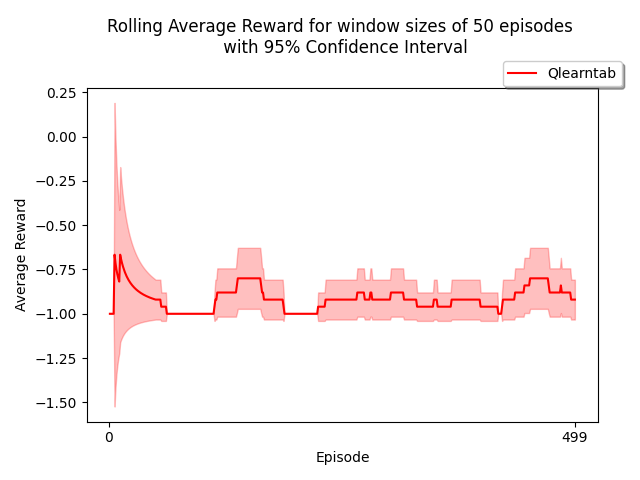 Rolling Average Reward for window sizes of 50 episodes
with 95% Confidence Interval
Qlearntab
0.25
0.00
−0.25
−0.50
−0.75
−1.00
−1.25
−1.50
Average Reward
0
499
Episode